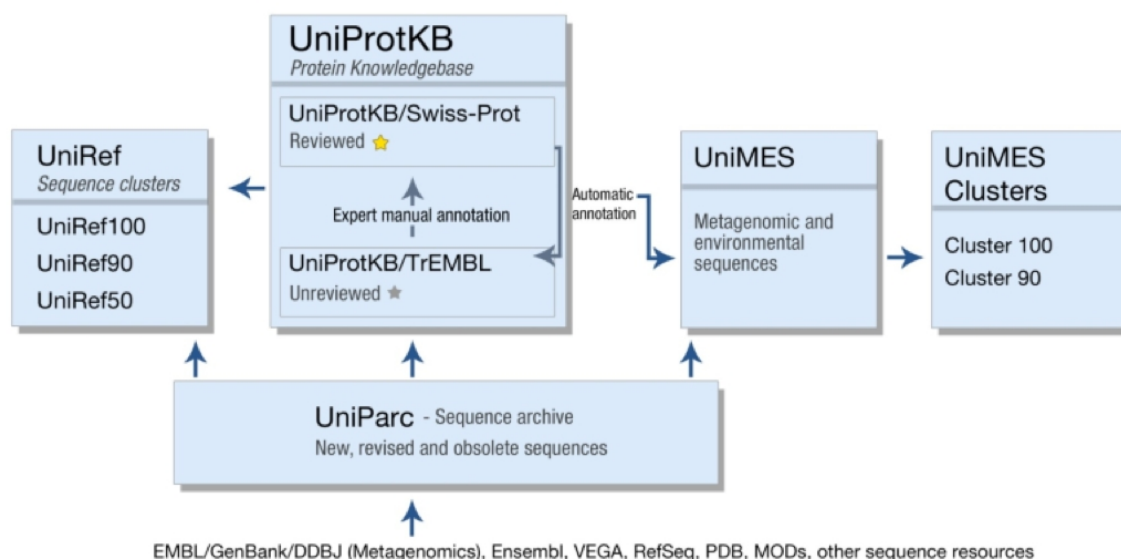 UniProtKB
Protein Knowledgebase
UniProtKB/Swiss-Prot
Reviewed
Expert manual annotation
UniProtKB/TrEMBL
Unreviewed
UniRef
Sequence clusters
UniRef100
UniRef90
UniRef50
Automatic
annotation
UniMES
Metagenomic and
environmental
sequences
UniMES
Clusters
Cluster 100
Cluster 90
UniParc - Sequence archive
New, revised and obsolete sequences
EMBL/GenBank/DDBJ (Metagenomics), Ensembl, VEGA, RefSeq, PDB, MODs, other sequence resources